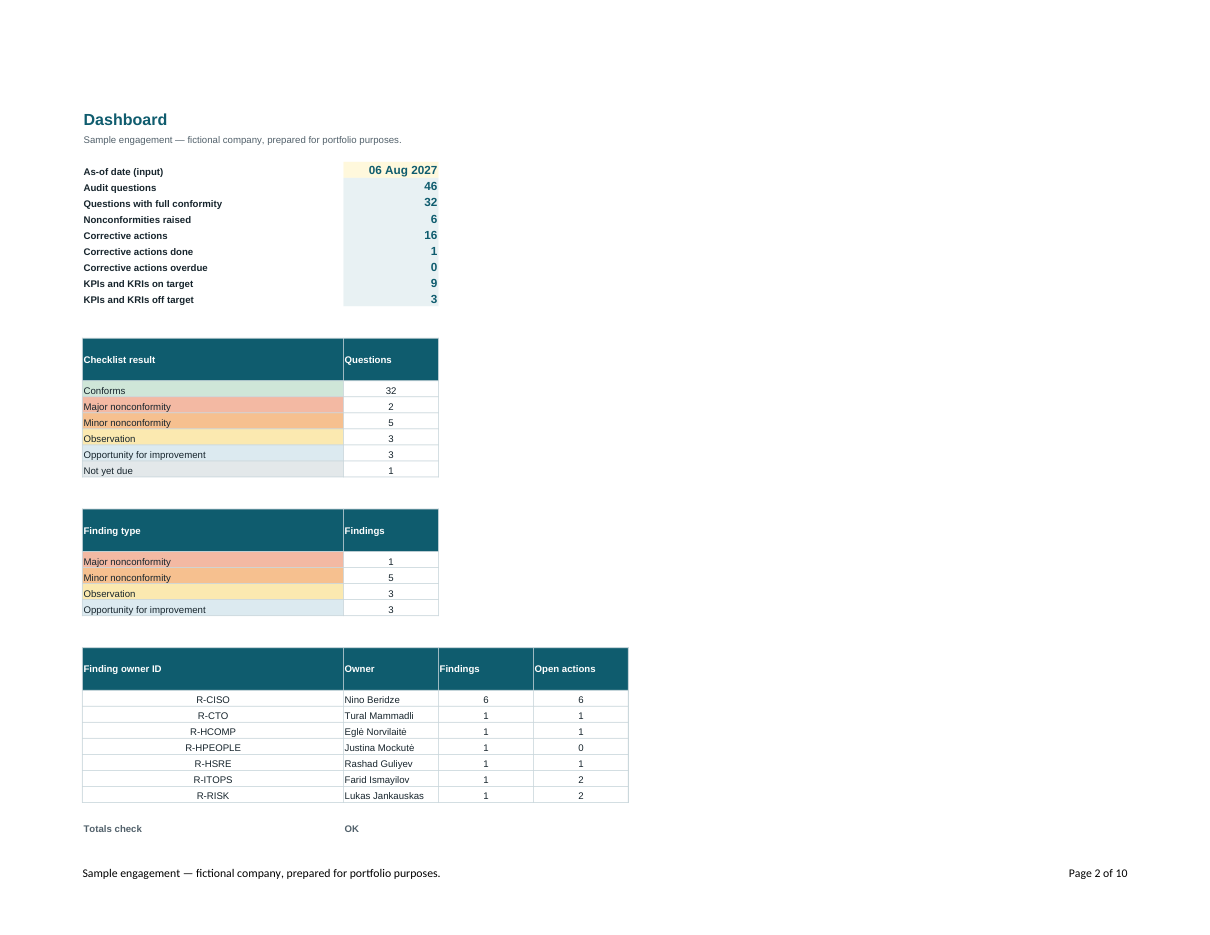 Dashboard
Sample engagement — fictional company, prepared for portfolio purposes.
As-of date (input) 06 Aug 2027
Audit questions 46
Questions with full conformity 32
Nonconformities raised 6
Corrective actions 16
Corrective actions done 1
Corrective actions overdue 0
KPIs and KRIs on target 9
KPIs and KRIs off target 3
Checklist result Questions
Conforms 32
Major nonconformity 2
Minor nonconformity 5
Observation 3
Opportunity for improvement 3
Not yet due 1
Finding type Findings
Major nonconformity 1
Minor nonconformity 5
Observation 3
Opportunity for improvement 3
Finding owner ID Owner Findings Open actions
R-CISO Nino Beridze 6 6
R-CTO Tural Mammadli 1 1
R-HCOMP Eglė Norvilaitė 1 1
R-HPEOPLE Justina Mockutė 1 0
R-HSRE Rashad Guliyev 1 1
R-ITOPS Farid Ismayilov 1 2
R-RISK Lukas Jankauskas 1 2
Totals check OK
Sample engagement — fictional company, prepared for portfolio purposes. Page 2 of 10